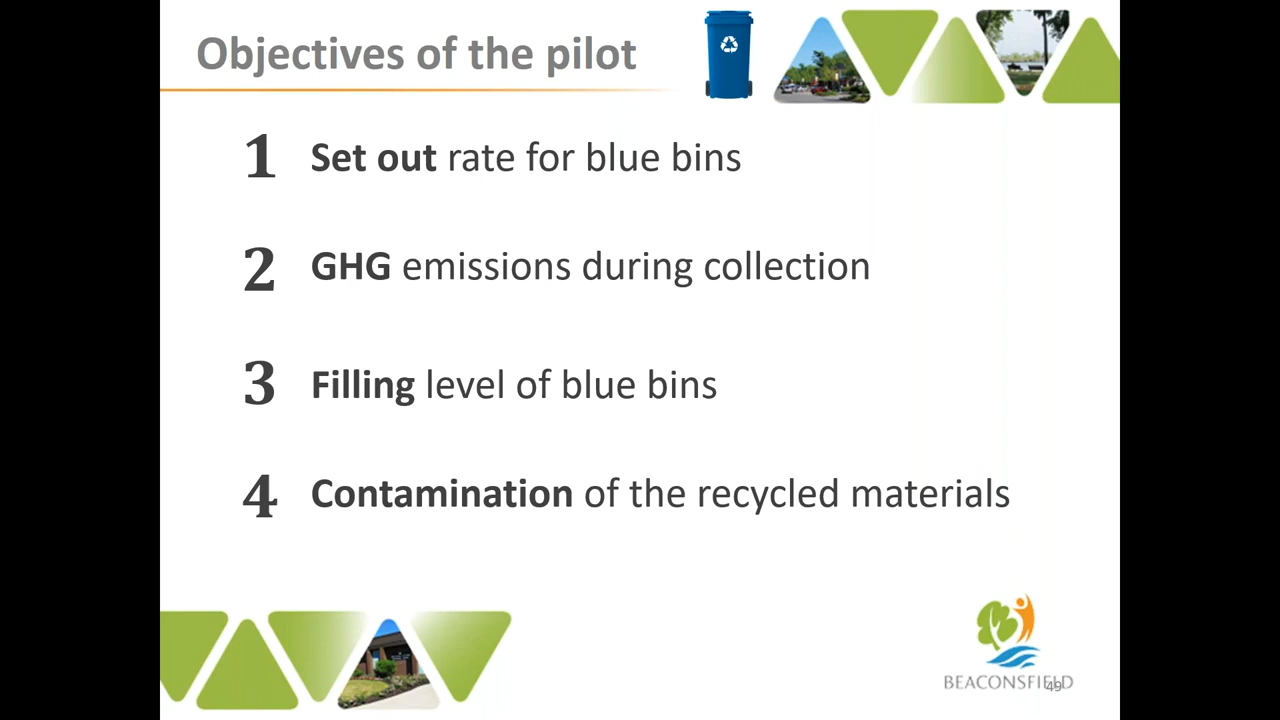 Objectives of the pilot
1 Set out rate for blue bins
2 GHG emissions during collection
3 Filling level of blue bins
4 Contamination of the recycled materials
BEACONSFIELD
49